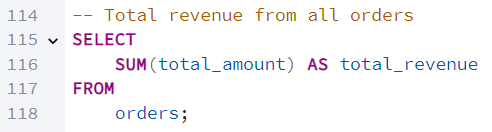 114 -- Total revenue from all orders
115 SELECT
116     SUM(total_amount) AS total_revenue
117 FROM
118     orders;